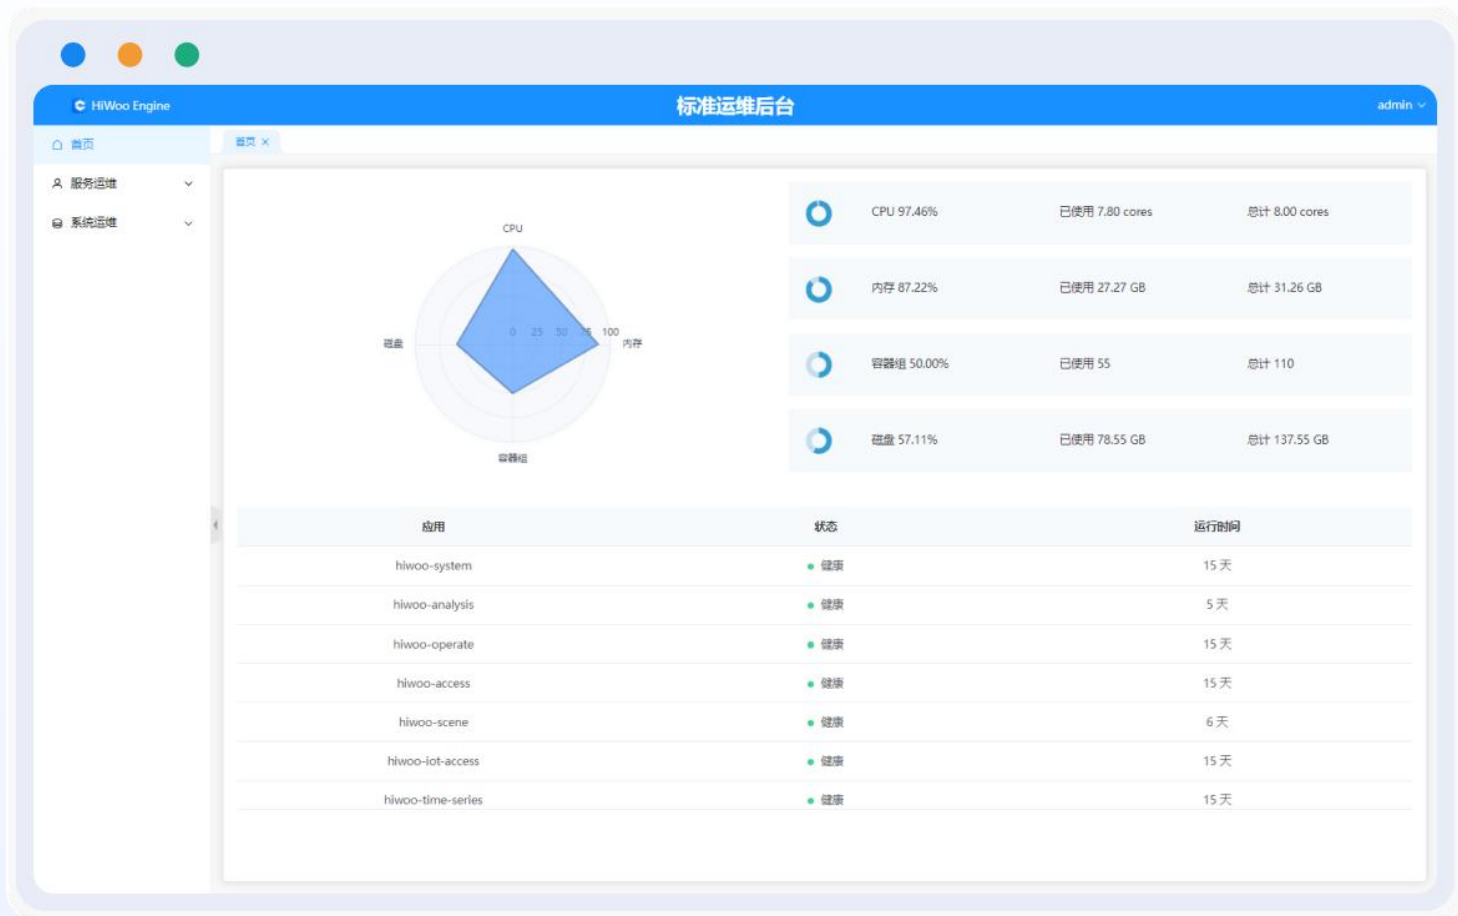 HiWoo Engine
标准运维后台
admin
首页
服务运维
系统运维
首页
CPU
0 25 50 75 100
内存
磁盘
容器组
CPU 97.46% 已使用 7.80 cores 总计 8.00 cores
内存 87.22% 已使用 27.27 GB 总计 31.26 GB
容器组 50.00% 已使用 55 总计 110
磁盘 57.11% 已使用 78.55 GB 总计 137.55 GB
应用 状态 运行时间
hiwoo-system 健康 15 天
hiwoo-analysis 健康 5 天
hiwoo-operate 健康 15 天
hiwoo-access 健康 15 天
hiwoo-scene 健康 6 天
hiwoo-iot-access 健康 15 天
hiwoo-time-series 健康 15 天